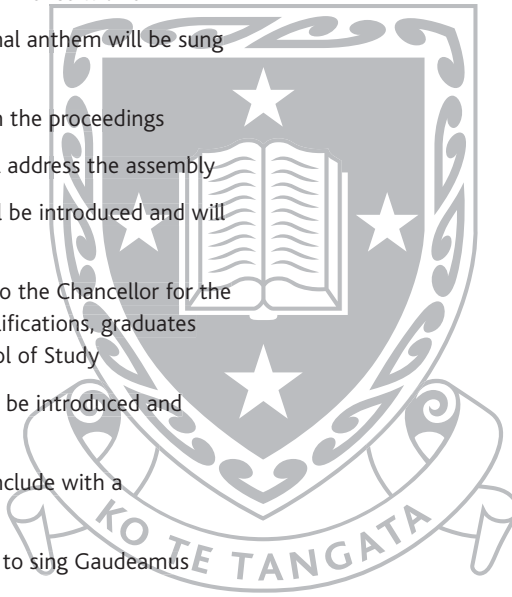 nal anthem will be sung
n the proceedings
address the assembly
l be introduced and will
o the Chancellor for the
lifications, graduates
ol of Study
be introduced and
nclude with a
to sing Gaudeamus
KO TE TANGATA